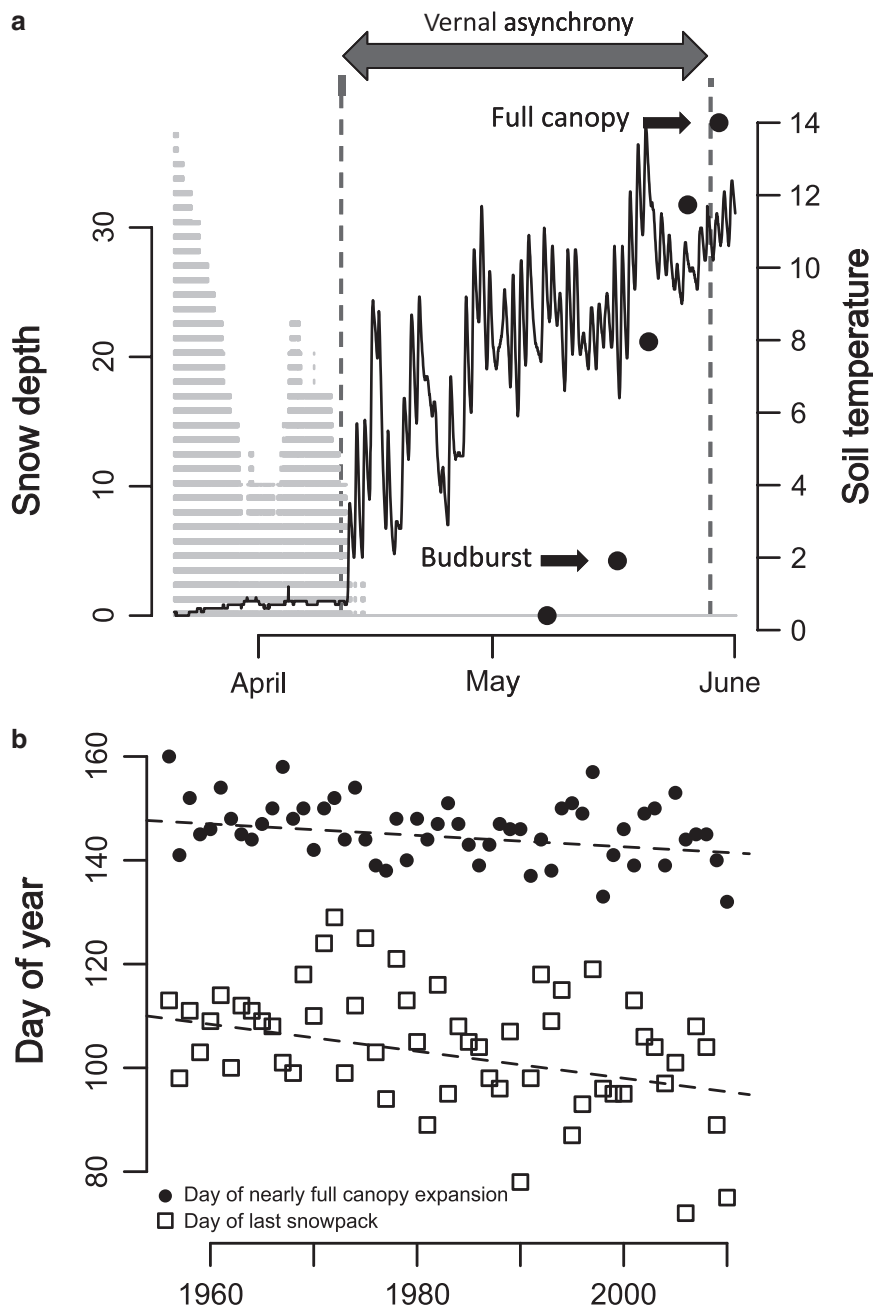 a
Vernal asynchrony
Full canopy
Budburst
Snow depth
0
10
20
30
Soil temperature
0
2
4
6
8
10
12
14
April
May
June
b
Day of year
80
100
120
140
160
Day of nearly full canopy expansion
Day of last snowpack
1960
1980
2000